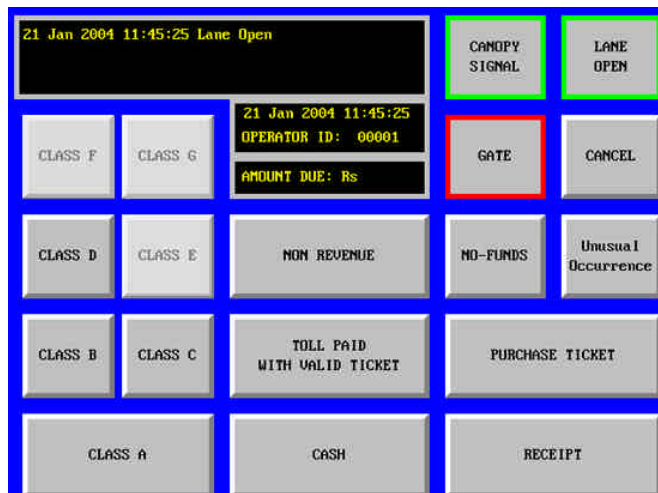 21 Jan 2004 11:45:25 Lane Open
CANOPY
SIGNAL
LANE
OPEN
21 Jan 2004 11:45:25
OPERATOR ID: 00001
AMOUNT DUE: Rs
CLASS F
CLASS G
GATE
CANCEL
CLASS D
CLASS E
NON REVENUE
NO-FUNDS
Unusual
Occurrence
CLASS B
CLASS C
TOLL PAID
WITH VALID TICKET
PURCHASE TICKET
CLASS A
CASH
RECEIPT